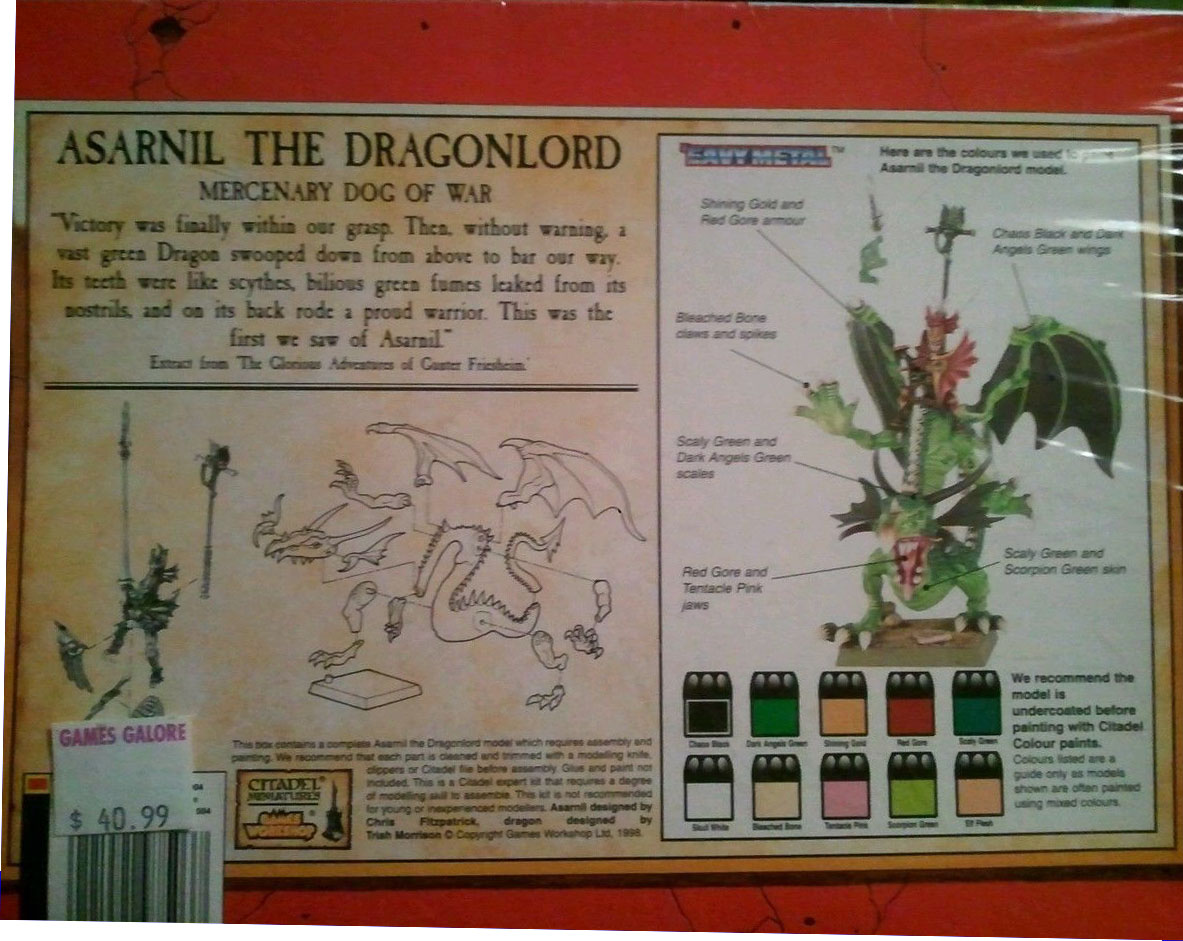 ASARNIL THE DRAGONLORD
MERCENARY DOG OF WAR
"Victory was finally within our grasp. Then, without warning, a
vast green Dragon swooped down from above to bar our way.
Its teeth were like scythes, bilious green fumes leaked from its
nostrils, and on its back rode a proud warrior. This was the
first we saw of Asarnil."
Extract from 'The Glorious Adventures of Gunter Friesheim.'
GAMES GALORE
$ 40.99
This box contains a complete Asarnil the Dragonlord model which requires assembly and
painting. We recommend that each part is cleaned and trimmed with a modelling knife,
clippers or Citadel file before assembly. Glue and paint not
included. This is a Citadel expert kit that requires a degree
of modelling skill to assemble. This kit is not recommended
for young or inexperienced modellers. Asarnil designed by
Chris Fitzpatrick, dragon designed by
Trish Morrison © Copyright Games Workshop Ltd, 1998.
CITADEL
MINIATURES
GAMES
WORKSHOP
'EAVY METAL™
Here are the colours we used to
Asarnil the Dragonlord model.
Shining Gold and
Red Gore armour
Chaos Black and Dark
Angels Green wings
Bleached Bone
claws and spikes
Scaly Green and
Dark Angels Green
scales
Red Gore and
Tentacle Pink
jaws
Scaly Green and
Scorpion Green skin
Chaos Black
Dark Angels Green
Shining Gold
Red Gore
Scaly Green
Skull White
Bleached Bone
Tentacle Pink
Scorpion Green
Elf Flesh
We recommend the
model is
undercoated before
painting with Citadel
Colour paints.
Colours listed are a
guide only as models
shown are often painted
using mixed colours.